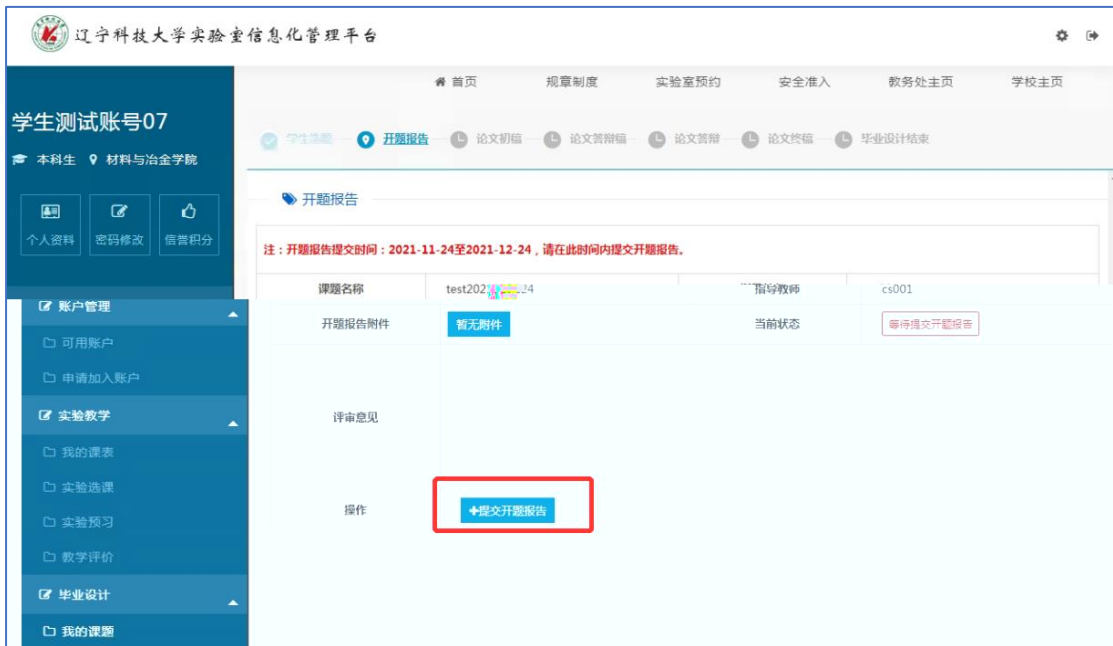 辽宁科技大学实验室信息化管理平台
首页 规章制度 实验室预约 安全准入 教务处主页 学校主页
学生测试账号07
本科生 材料与冶金学院
个人资料 密码修改 信誉积分
学生选题 开题报告 论文初稿 论文答辩稿 论文答辩 论文终稿 毕业设计结束
开题报告
注：开题报告提交时间：2021-11-24至2021-12-24，请在此时间内提交开题报告。
课题名称 指导教师 cs001
开题报告附件 暂无附件 当前状态 等待提交开题报告
评审意见
操作 +提交开题报告
账户管理
可用账户
申请加入账户
实验教学
我的课表
实验选课
实验预习
教学评价
毕业设计
我的课题